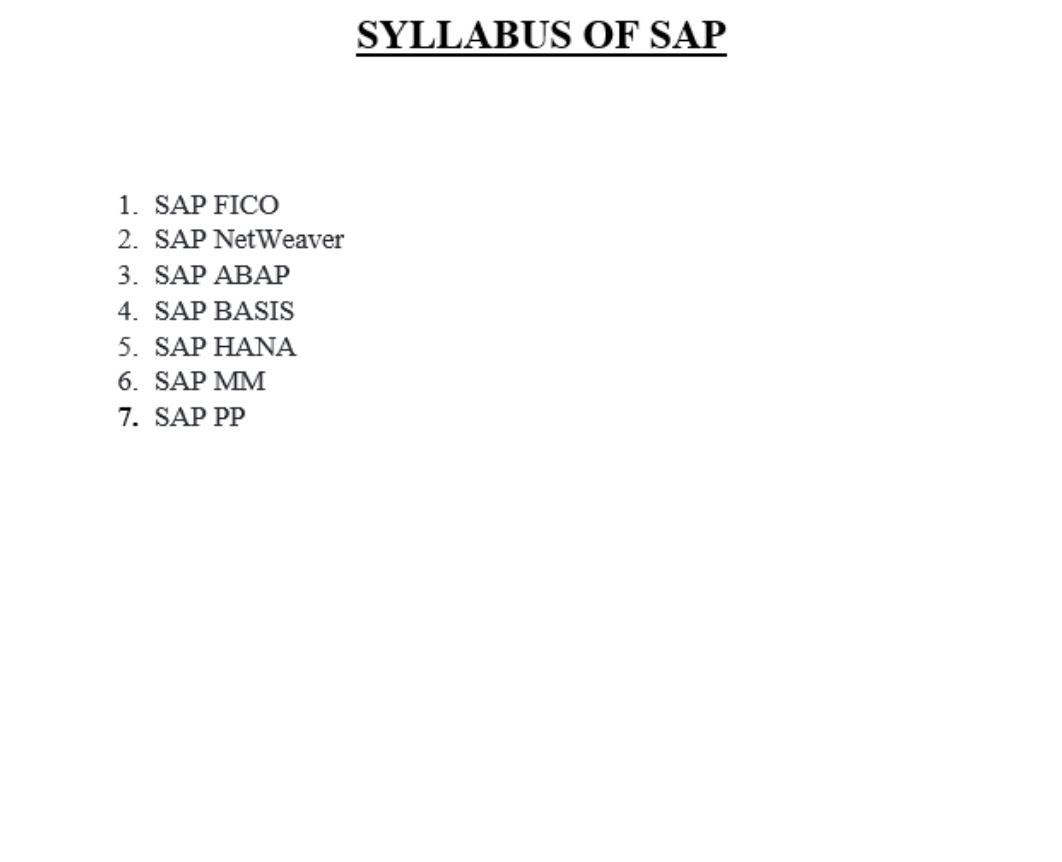 SYLLABUS OF SAP
1. SAP FICO
2. SAP NetWeaver
3. SAP ABAP
4. SAP BASIS
5. SAP HANA
6. SAP MM
7. SAP PP